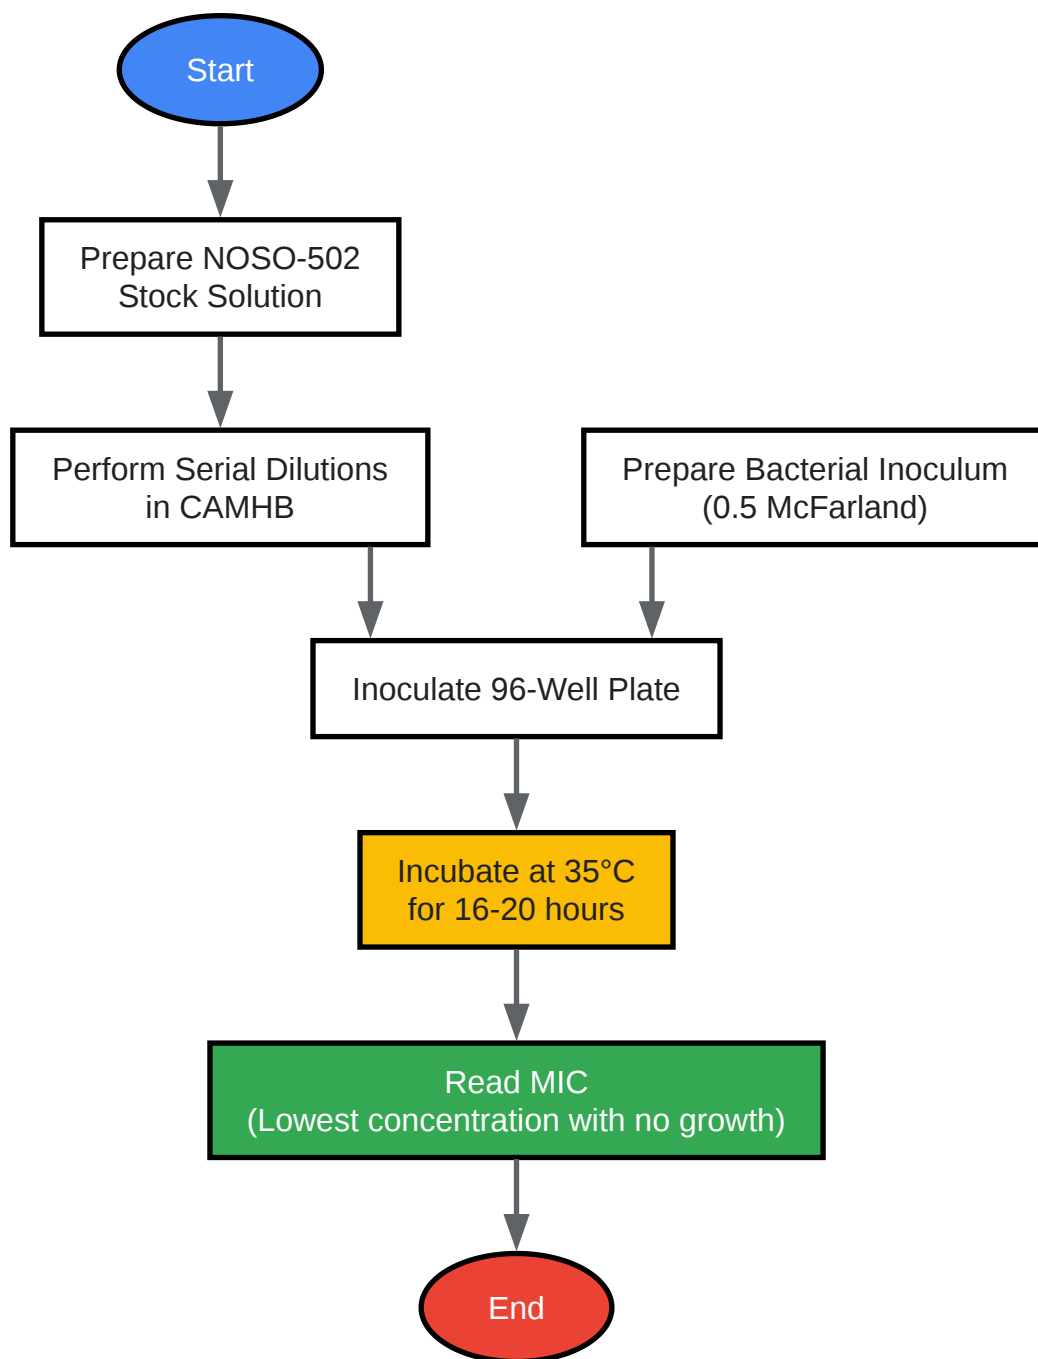 Start
Prepare NOSO-502
Stock Solution
Perform Serial Dilutions
in CAMHB
Prepare Bacterial Inoculum
(0.5 McFarland)
Inoculate 96-Well Plate
Incubate at 35°C
for 16-20 hours
Read MIC
(Lowest concentration with no growth)
End